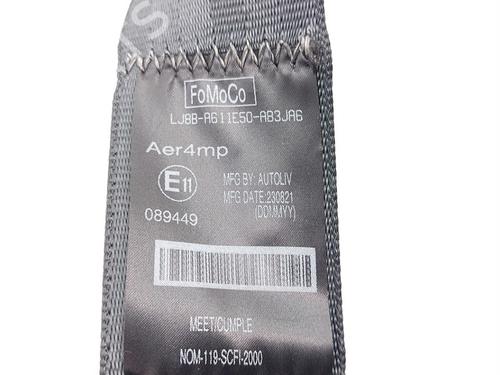 FoMoCo
LJ8B-A611E50-AB3JA6
Aer4mp
E11
MFG BY: AUTOLIV
MFG DATE:230821
(DDMMYY)
089449
MEET/CUMPLE
NOM-119-SCFI-2000